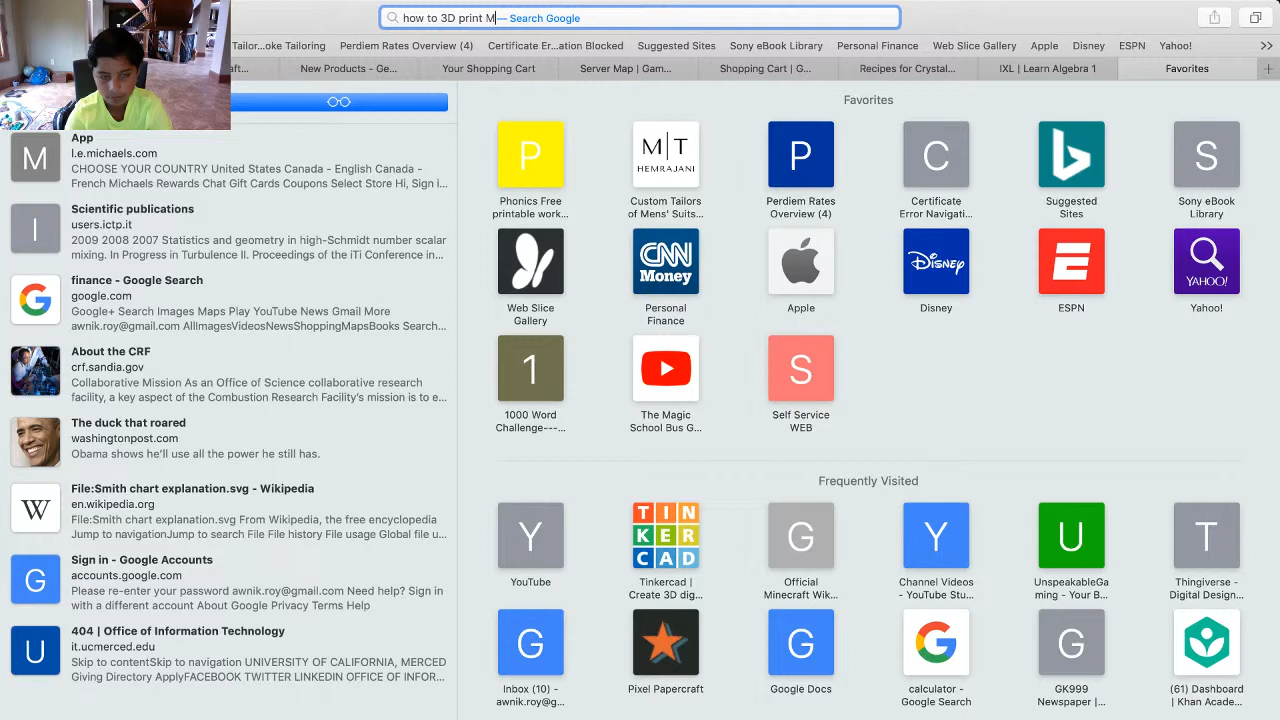 how to 3D print M — Search Google
Tailor...oke Tailoring Perdiem Rates Overview (4) Certificate Er...ation Blocked Suggested Sites Sony eBook Library Personal Finance Web Slice Gallery Apple Disney ESPN Yahoo!
aft... New Products - Ge... Your Shopping Cart Server Map | Gam... Shopping Cart | G... Recipes for Crystal... IXL | Learn Algebra 1 Favorites
App
l.e.michaels.com
CHOOSE YOUR COUNTRY United States Canada - English Canada -
French Michaels Rewards Chat Gift Cards Coupons Select Store Hi, Sign i...
M
Scientific publications
users.ictp.it
2009 2008 2007 Statistics and geometry in high-Schmidt number scalar
mixing. In Progress in Turbulence II. Proceedings of the iTi Conference in...
I
finance - Google Search
google.com
Google+ Search Images Maps Play YouTube News Gmail More
awnik.roy@gmail.com AllImagesVideosNewsShoppingMapsBooks Search...
G
About the CRF
crf.sandia.gov
Collaborative Mission As an Office of Science collaborative research
facility, a key aspect of the Combustion Research Facility's mission is to e...
The duck that roared
washingtonpost.com
Obama shows he'll use all the power he still has.
File:Smith chart explanation.svg - Wikipedia
en.wikipedia.org
File:Smith chart explanation.svg From Wikipedia, the free encyclopedia
Jump to navigationJump to search File File history File usage Global file u...
W
Sign in - Google Accounts
accounts.google.com
Please re-enter your password awnik.roy@gmail.com Need help? Sign in
with a different account About Google Privacy Terms Help
G
404 | Office of Information Technology
it.ucmerced.edu
Skip to contentSkip to navigation UNIVERSITY OF CALIFORNIA, MERCED
Giving Directory ApplyFACEBOOK TWITTER LINKEDIN OFFICE OF INFOR...
U
Favorites
P M|T HEMRAJANI P C b S
Phonics Free Custom Tailors Perdiem Rates Certificate Suggested Sony eBook
printable work... of Mens' Suits... Overview (4) Error Navigati... Sites Library
CNN Money Disney E YAHOO!
Web Slice Personal Apple Disney ESPN Yahoo!
Gallery Finance
1 S
1000 Word The Magic Self Service
Challenge---... School Bus G... WEB
Frequently Visited
Y TIN KER CAD G Y U T
YouTube Tinkercad | Official Channel Videos UnspeakableGa Thingiverse -
Create 3D dig... Minecraft Wik... - YouTube Stu... ming - Your B... Digital Design...
G G G G
Inbox (10) - Pixel Papercraft Google Docs calculator - GK999 (61) Dashboard
awnik.roy@g... Google Search Newspaper |... | Khan Acade...